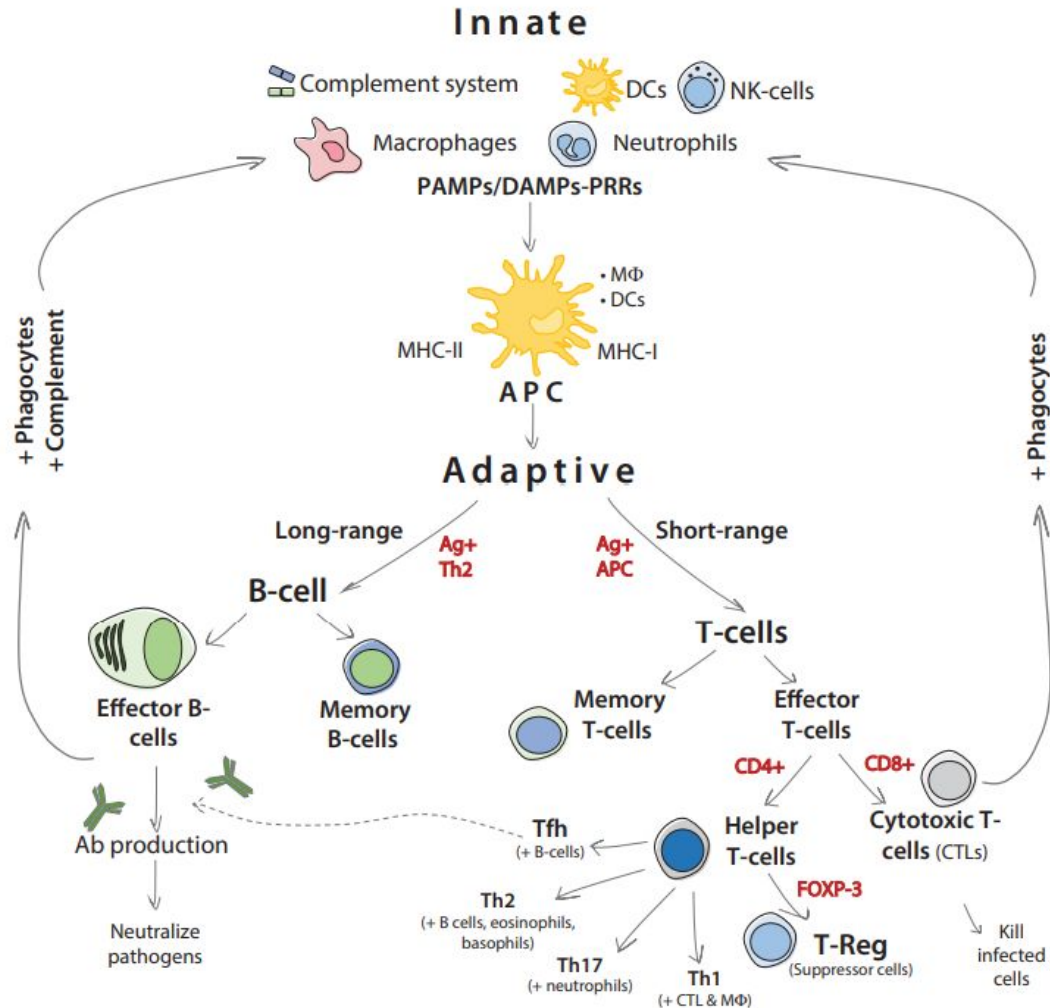 Innate
Complement system
DCs
NK-cells
Macrophages
Neutrophils
PAMPs/DAMPs-PRRs
• MΦ
• DCs
MHC-II
MHC-I
APC
+ Phagocytes
+ Complement
+ Phagocytes
Adaptive
Long-range
Ag+
Th2
Ag+
APC
Short-range
B-cell
T-cells
Effector B-
cells
Memory
B-cells
Memory
T-cells
Effector
T-cells
CD4+
CD8+
Ab production
Tfh
(+ B-cells)
Helper
T-cells
Cytotoxic T-
cells (CTLs)
FOXP-3
Neutralize
pathogens
Th2
(+ B cells, eosinophils,
basophils)
Th17
(+ neutrophils)
Th1
(+ CTL & MΦ)
T-Reg
(Suppressor cells)
Kill
infected
cells